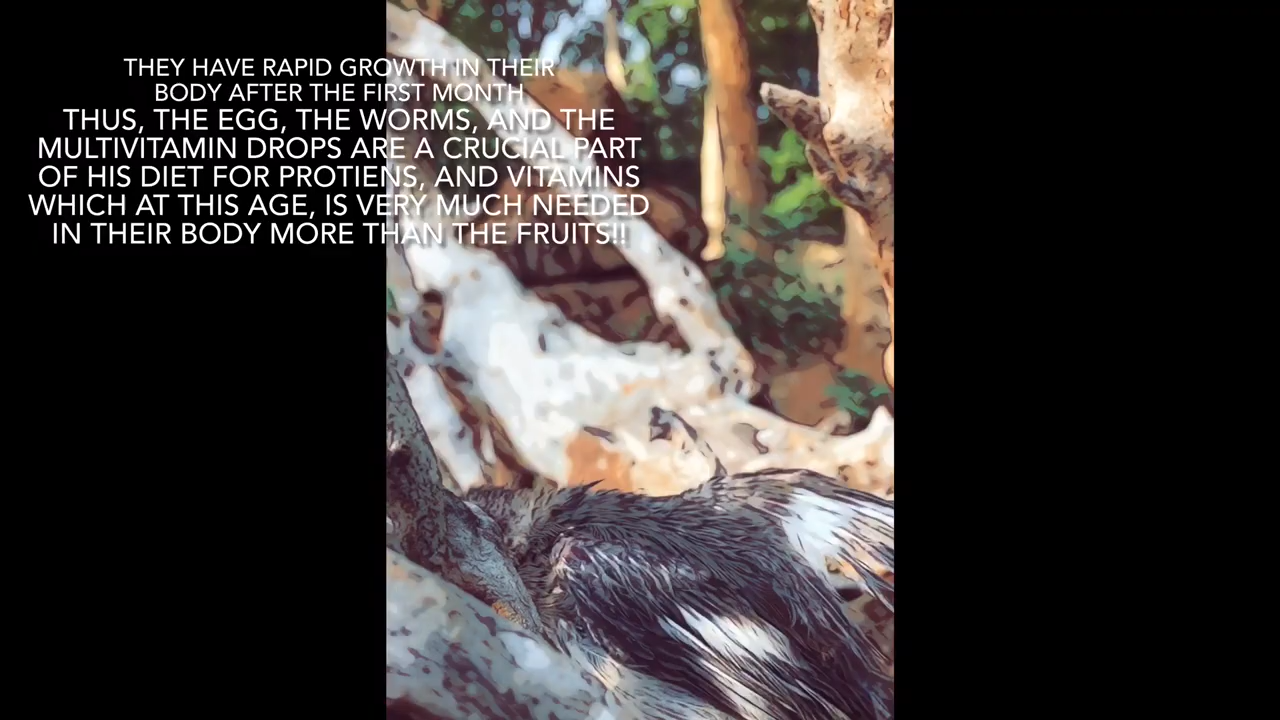 THEY HAVE RAPID GROWTH IN THEIR
BODY AFTER THE FIRST MONTH
THUS, THE EGG, THE WORMS, AND THE
MULTIVITAMIN DROPS ARE A CRUCIAL PART
OF HIS DIET FOR PROTIENS, AND VITAMINS
WHICH AT THIS AGE, IS VERY MUCH NEEDED
IN THEIR BODY MORE THAN THE FRUITS!!